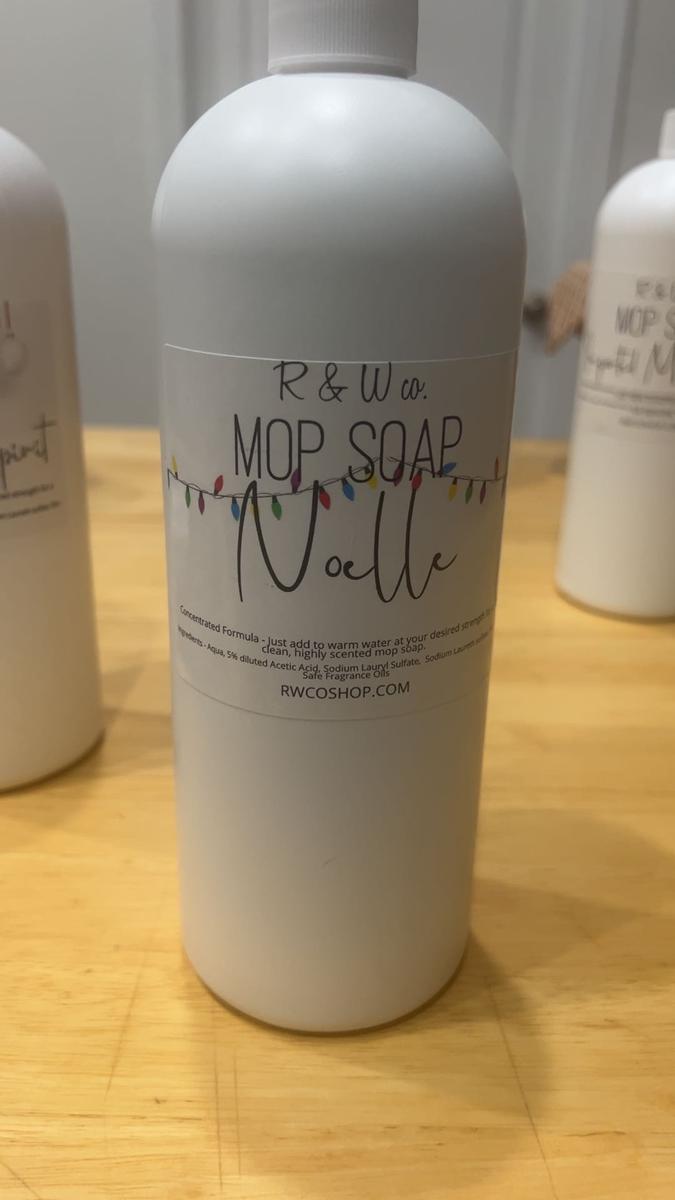 R & W co.
MOP SOAP
Noelle
Concentrated Formula - Just add to warm water at your desired strength
clean, highly scented mop soap.
Ingredients - Aqua, 5% diluted Acetic Acid, Sodium Lauryl Sulfate, Sodium Laureth
Safe Fragrance Oils
RWCOSHOP.COM
R &
MOP S